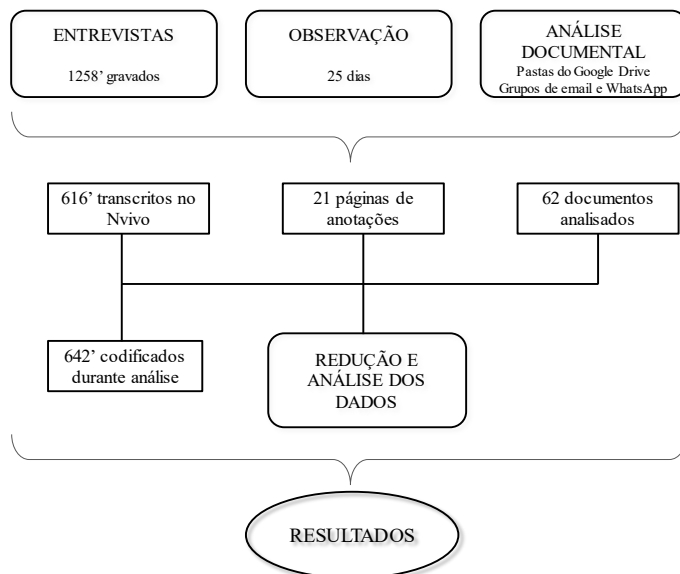 ENTREVISTAS
1258’ gravados
OBSERVAÇÃO
25 dias
ANÁLISE
DOCUMENTAL
Pastas do Google Drive
Grupos de email e WhatsApp
616’ transcritos no
Nvivo
21 páginas de
anotações
62 documentos
analisados
642’ codificados
durante análise
REDUÇÃO E
ANÁLISE DOS
DADOS
RESULTADOS